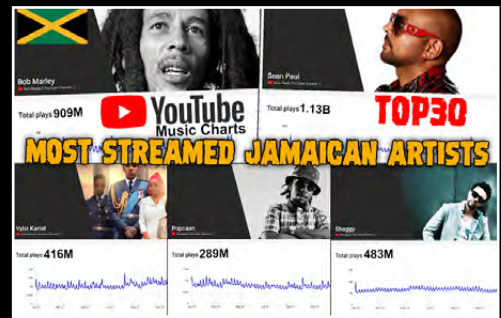 Bob Marley
Sean Paul
Total plays 909M
Total plays 1.13B
YouTube
Music Charts
TOP30
MOST STREAMED JAMAICAN ARTISTS
Vybz Kartel
Popcaan
Shaggy
Total plays 416M
Total plays 289M
Total plays 483M